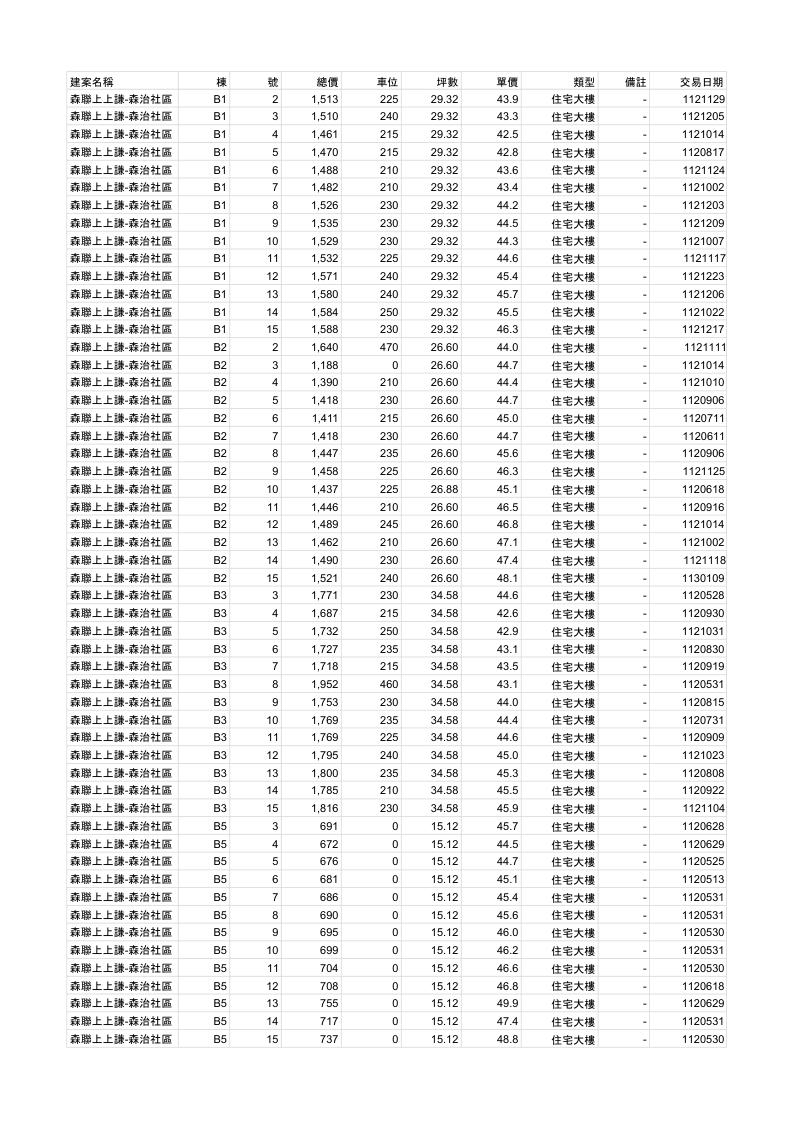 建案名稱 棟 號 總價 車位 坪數 單價 類型 備註 交易日期
森聯上上謙-森治社區 B1 2 1,513 225 29.32 43.9 住宅大樓 - 1121129
森聯上上謙-森治社區 B1 3 1,510 240 29.32 43.3 住宅大樓 - 1121205
森聯上上謙-森治社區 B1 4 1,461 215 29.32 42.5 住宅大樓 - 1121014
森聯上上謙-森治社區 B1 5 1,470 215 29.32 42.8 住宅大樓 - 1120817
森聯上上謙-森治社區 B1 6 1,488 210 29.32 43.6 住宅大樓 - 1121124
森聯上上謙-森治社區 B1 7 1,482 210 29.32 43.4 住宅大樓 - 1121002
森聯上上謙-森治社區 B1 8 1,526 230 29.32 44.2 住宅大樓 - 1121203
森聯上上謙-森治社區 B1 9 1,535 230 29.32 44.5 住宅大樓 - 1121209
森聯上上謙-森治社區 B1 10 1,529 230 29.32 44.3 住宅大樓 - 1121007
森聯上上謙-森治社區 B1 11 1,532 225 29.32 44.6 住宅大樓 - 1121117
森聯上上謙-森治社區 B1 12 1,571 240 29.32 45.4 住宅大樓 - 1121223
森聯上上謙-森治社區 B1 13 1,580 240 29.32 45.7 住宅大樓 - 1121206
森聯上上謙-森治社區 B1 14 1,584 250 29.32 45.5 住宅大樓 - 1121022
森聯上上謙-森治社區 B1 15 1,588 230 29.32 46.3 住宅大樓 - 1121217
森聯上上謙-森治社區 B2 2 1,640 470 26.60 44.0 住宅大樓 - 1121111
森聯上上謙-森治社區 B2 3 1,188 0 26.60 44.7 住宅大樓 - 1121014
森聯上上謙-森治社區 B2 4 1,390 210 26.60 44.4 住宅大樓 - 1121010
森聯上上謙-森治社區 B2 5 1,418 230 26.60 44.7 住宅大樓 - 1120906
森聯上上謙-森治社區 B2 6 1,411 215 26.60 45.0 住宅大樓 - 1120711
森聯上上謙-森治社區 B2 7 1,418 230 26.60 44.7 住宅大樓 - 1120611
森聯上上謙-森治社區 B2 8 1,447 235 26.60 45.6 住宅大樓 - 1120906
森聯上上謙-森治社區 B2 9 1,458 225 26.60 46.3 住宅大樓 - 1121125
森聯上上謙-森治社區 B2 10 1,437 225 26.88 45.1 住宅大樓 - 1120618
森聯上上謙-森治社區 B2 11 1,446 210 26.60 46.5 住宅大樓 - 1120916
森聯上上謙-森治社區 B2 12 1,489 245 26.60 46.8 住宅大樓 - 1121014
森聯上上謙-森治社區 B2 13 1,462 210 26.60 47.1 住宅大樓 - 1121002
森聯上上謙-森治社區 B2 14 1,490 230 26.60 47.4 住宅大樓 - 1121118
森聯上上謙-森治社區 B2 15 1,521 240 26.60 48.1 住宅大樓 - 1130109
森聯上上謙-森治社區 B3 3 1,771 230 34.58 44.6 住宅大樓 - 1120528
森聯上上謙-森治社區 B3 4 1,687 215 34.58 42.6 住宅大樓 - 1120930
森聯上上謙-森治社區 B3 5 1,732 250 34.58 42.9 住宅大樓 - 1121031
森聯上上謙-森治社區 B3 6 1,727 235 34.58 43.1 住宅大樓 - 1120830
森聯上上謙-森治社區 B3 7 1,718 215 34.58 43.5 住宅大樓 - 1120919
森聯上上謙-森治社區 B3 8 1,952 460 34.58 43.1 住宅大樓 - 1120531
森聯上上謙-森治社區 B3 9 1,753 230 34.58 44.0 住宅大樓 - 1120815
森聯上上謙-森治社區 B3 10 1,769 235 34.58 44.4 住宅大樓 - 1120731
森聯上上謙-森治社區 B3 11 1,769 225 34.58 44.6 住宅大樓 - 1120909
森聯上上謙-森治社區 B3 12 1,795 240 34.58 45.0 住宅大樓 - 1121023
森聯上上謙-森治社區 B3 13 1,800 235 34.58 45.3 住宅大樓 - 1120808
森聯上上謙-森治社區 B3 14 1,785 210 34.58 45.5 住宅大樓 - 1120922
森聯上上謙-森治社區 B3 15 1,816 230 34.58 45.9 住宅大樓 - 1121104
森聯上上謙-森治社區 B5 3 691 0 15.12 45.7 住宅大樓 - 1120628
森聯上上謙-森治社區 B5 4 672 0 15.12 44.5 住宅大樓 - 1120629
森聯上上謙-森治社區 B5 5 676 0 15.12 44.7 住宅大樓 - 1120525
森聯上上謙-森治社區 B5 6 681 0 15.12 45.1 住宅大樓 - 1120513
森聯上上謙-森治社區 B5 7 686 0 15.12 45.4 住宅大樓 - 1120531
森聯上上謙-森治社區 B5 8 690 0 15.12 45.6 住宅大樓 - 1120531
森聯上上謙-森治社區 B5 9 695 0 15.12 46.0 住宅大樓 - 1120530
森聯上上謙-森治社區 B5 10 699 0 15.12 46.2 住宅大樓 - 1120531
森聯上上謙-森治社區 B5 11 704 0 15.12 46.6 住宅大樓 - 1120530
森聯上上謙-森治社區 B5 12 708 0 15.12 46.8 住宅大樓 - 1120618
森聯上上謙-森治社區 B5 13 755 0 15.12 49.9 住宅大樓 - 1120629
森聯上上謙-森治社區 B5 14 717 0 15.12 47.4 住宅大樓 - 1120531
森聯上上謙-森治社區 B5 15 737 0 15.12 48.8 住宅大樓 - 1120530